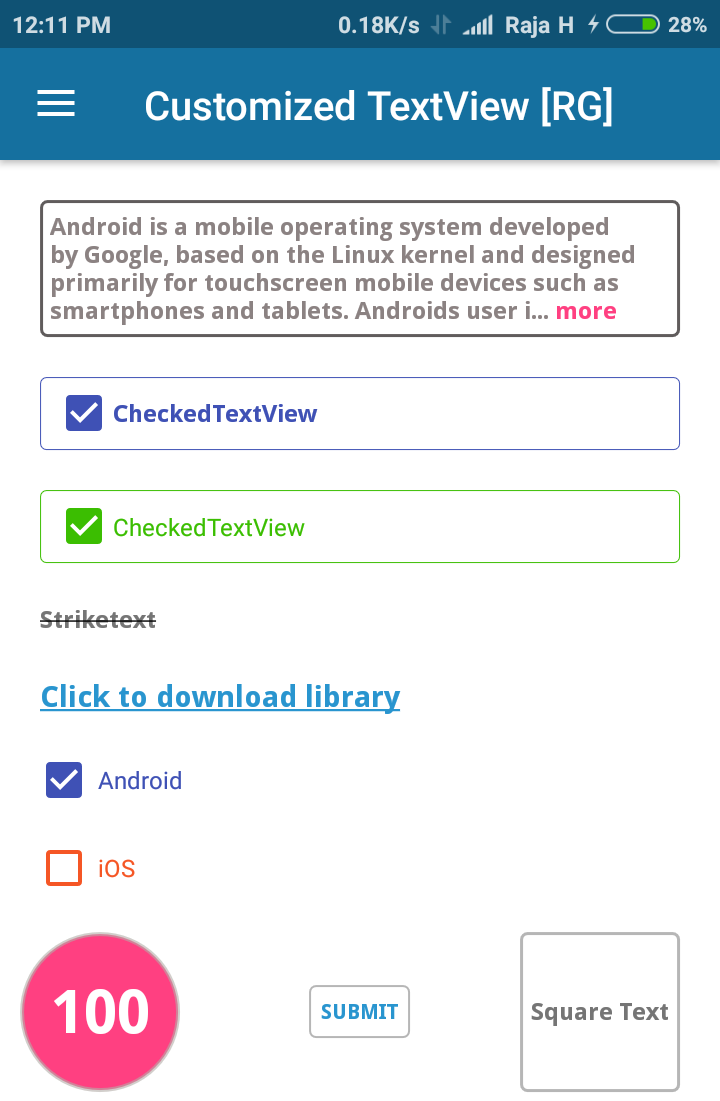 12:11 PM 0.18K/s Raja H 28%
Customized TextView [RG]
Android is a mobile operating system developed
by Google, based on the Linux kernel and designed
primarily for touchscreen mobile devices such as
smartphones and tablets. Androids user i... more
CheckedTextView
CheckedTextView
Striketext
Click to download library
Android
iOS
100 SUBMIT Square Text